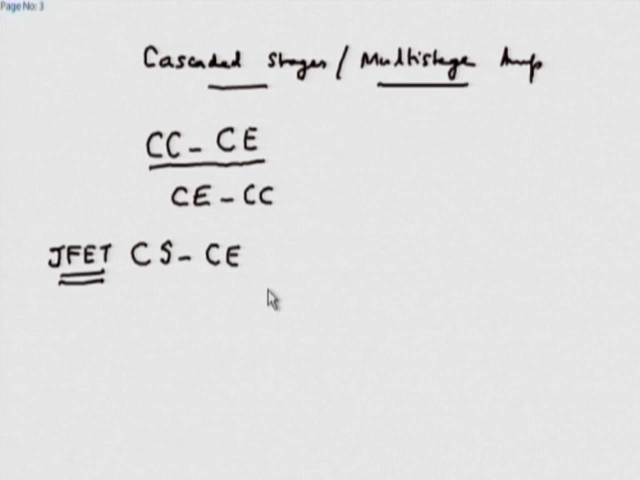 Page No: 3
Cascaded Stages / Multistage Amp
CC - CE
CE - CC
JFET CS - CE